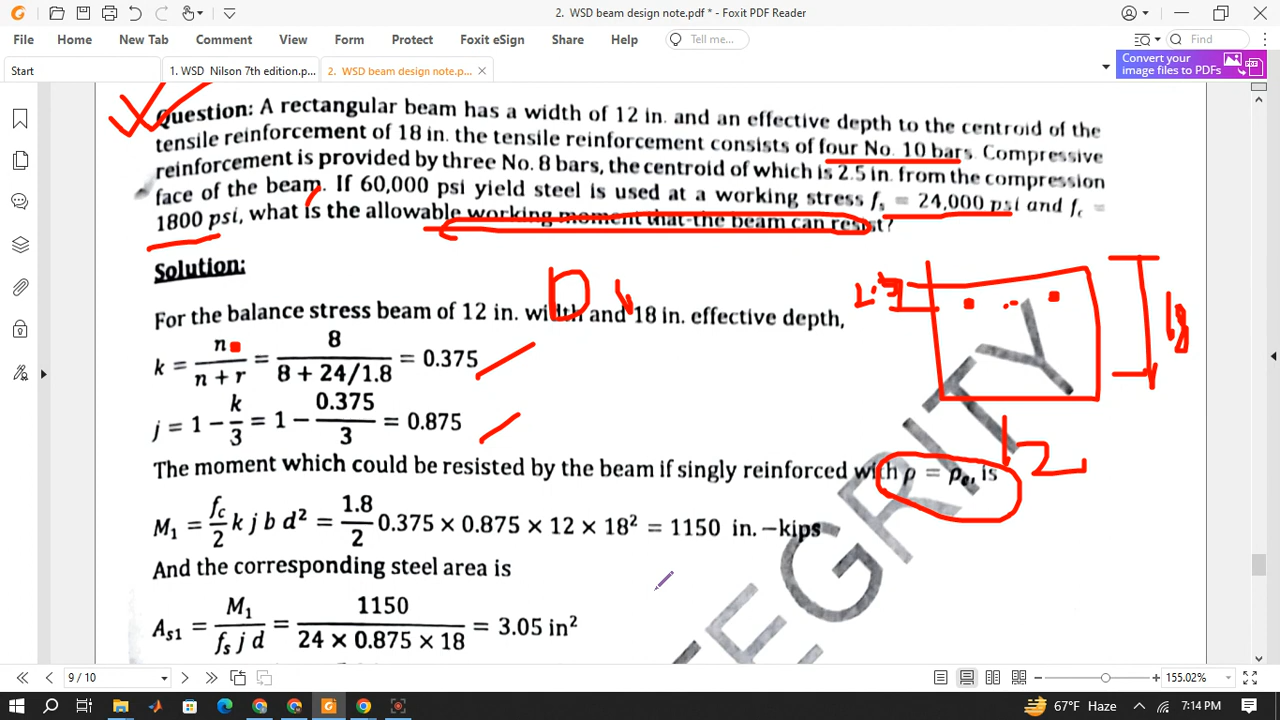 2. WSD beam design note.pdf * - Foxit PDF Reader
File Home New Tab Comment View Form Protect Foxit eSign Share Help Tell me... Find
Start 1. WSD Nilson 7th edition.p... 2. WSD beam design note.pd...
Convert your
image files to PDFs
Question: A rectangular beam has a width of 12 in. and an effective depth to the centroid of the
tensile reinforcement of 18 in. the tensile reinforcement consists of four No. 10 bars. Compressive
reinforcement is provided by three No. 8 bars, the centroid of which is 2.5 in. from the compression
face of the beam. If 60,000 psi yield steel is used at a working stress fs = 24,000 psi and fc =
1800 psi, what is the allowable working moment that the beam can resist?
Solution:
D
18
For the balance stress beam of 12 in. width and 18 in. effective depth,
k = n / (n + r) = 8 / (8 + 24/1.8) = 0.375
j = 1 − k/3 = 1 − 0.375/3 = 0.875
12
The moment which could be resisted by the beam if singly reinforced with ρ = ρe, is
M1 = fc/2 k j b d² = 1.8/2 0.375 × 0.875 × 12 × 18² = 1150 in. −kips
And the corresponding steel area is
As1 = M1 / (fs j d) = 1150 / (24 × 0.875 × 18) = 3.05 in²
EGRITY
9 / 10 155.02%
67°F Haze 7:14 PM